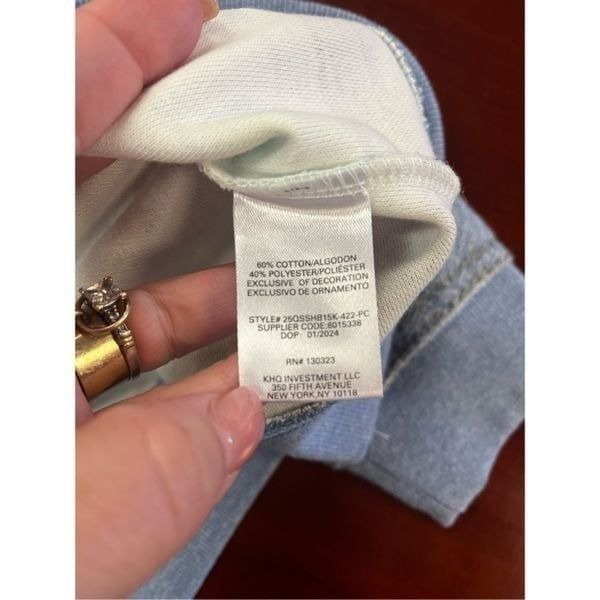 60% COTTON/ALGODON
40% POLYESTER/POLIÉSTER
EXCLUSIVE OF DECORATION
EXCLUSIVO DE ORNAMENTO
STYLE# 25QSSHB15K-422-PC
SUPPLIER CODE:8015338
DOP: 01/2024
RN# 130323
KHQ INVESTMENT LLC
350 FIFTH AVENUE
NEW YORK,NY 10118